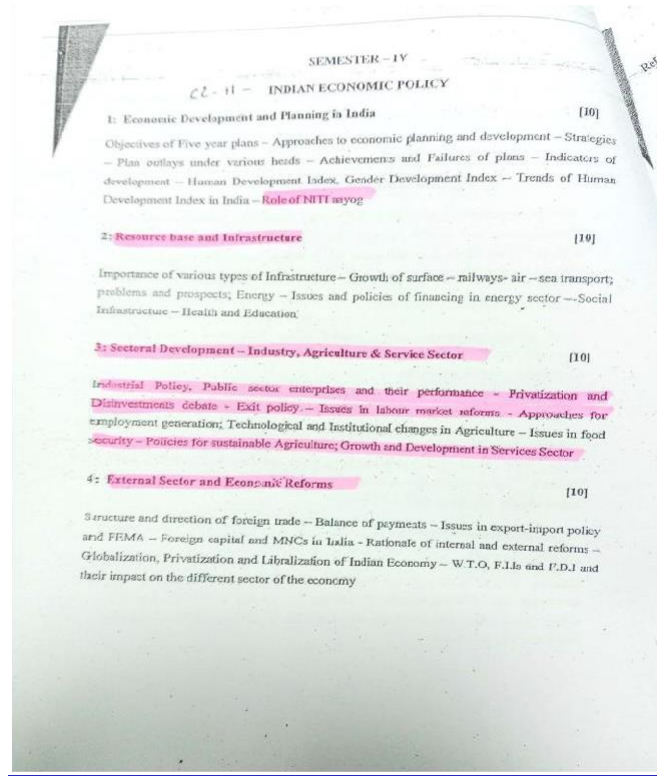 Ref
SEMESTER – IV
CC-11 – INDIAN ECONOMIC POLICY
1: Economic Development and Planning in India [10]
Objectives of Five year plans – Approaches to economic planning and development – Strategies
– Plan outlays under various heads – Achievements and Failures of plans – Indicators of
development – Human Development Index, Gender Development Index – Trends of Human
Development Index in India – Role of NITI aayog
2: Resource base and Infrastructure [10]
Importance of various types of Infrastructure – Growth of surface – railways- air – sea transport;
problems and prospects; Energy – Issues and policies of financing in energy sector –-Social
Infrastructure – Health and Education
3: Sectoral Development – Industry, Agriculture & Service Sector [10]
Industrial Policy, Public sector enterprises and their performance - Privatization and
Disinvestments debate - Exit policy. – Issues in labour market reforms - Approaches for
employment generation; Technological and Institutional changes in Agriculture – Issues in food
security – Policies for sustainable Agriculture; Growth and Development in Services Sector
4: External Sector and Economic Reforms [10]
Structure and direction of foreign trade – Balance of payments – Issues in export-import policy
and FEMA – Foreign capital and MNCs in India - Rationale of internal and external reforms –
Globalization, Privatization and Libralization of Indian Economy – W.T.O, F.I.Is and F.D.I and
their impact on the different sector of the economy